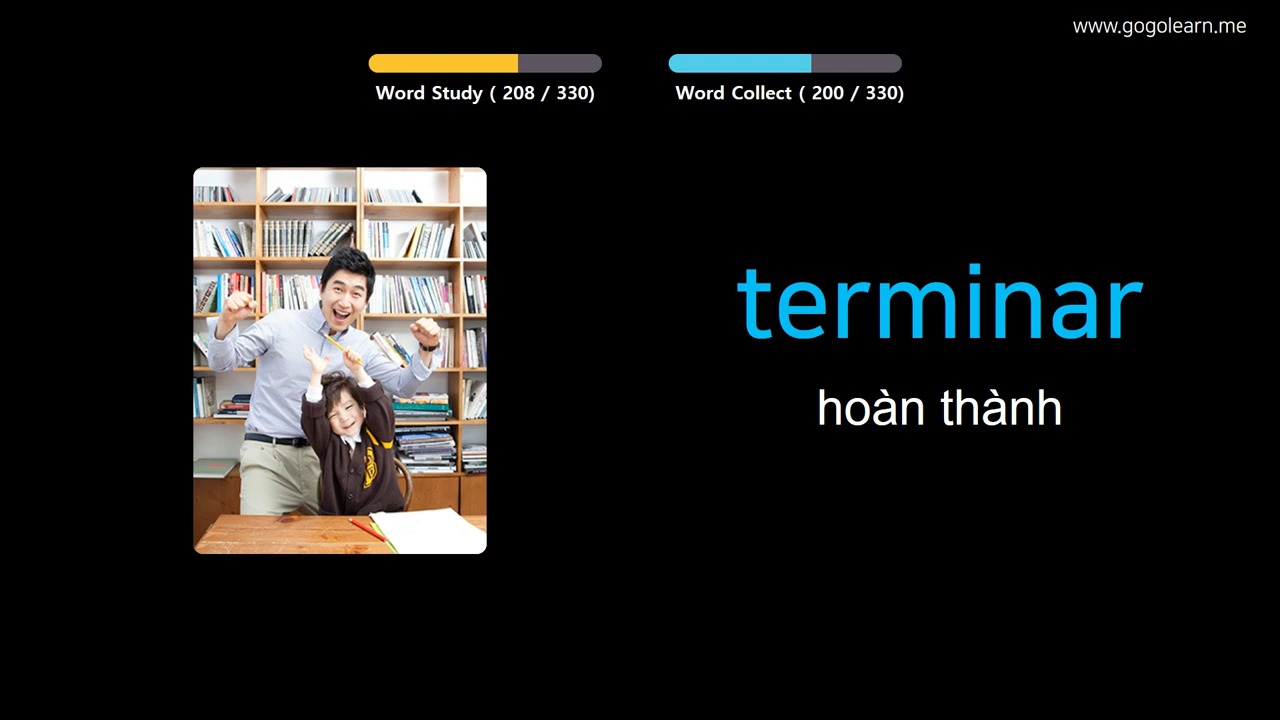 www.gogolearn.me
Word Study ( 208 / 330)
Word Collect ( 200 / 330)
terminar
hoàn thành